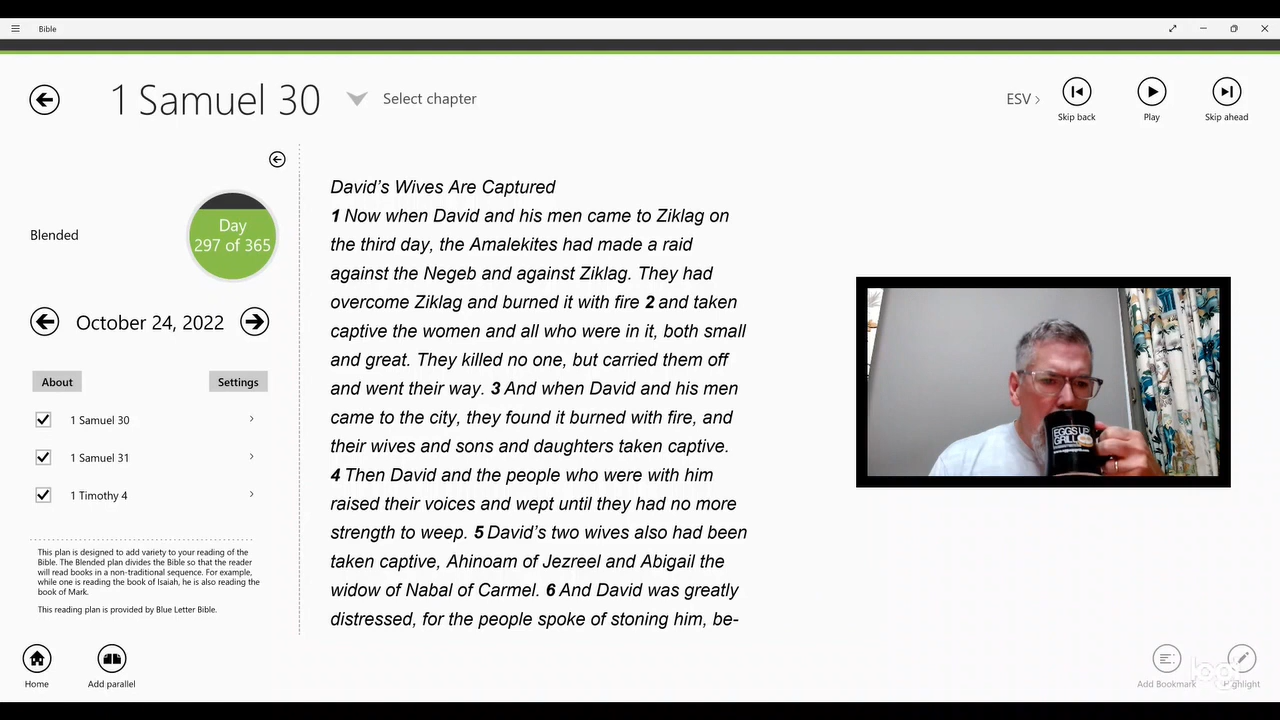 Bible
1 Samuel 30
Select chapter
ESV
Skip back
Play
Skip ahead
Blended
Day
297 of 365
October 24, 2022
About
Settings
1 Samuel 30
1 Samuel 31
1 Timothy 4
This plan is designed to add variety to your reading of the
Bible. The Blended plan divides the Bible so that the reader
will read books in a non-traditional sequence. For example,
while one is reading the book of Isaiah, he is also reading the
book of Mark.
This reading plan is provided by Blue Letter Bible.
Home
Add parallel
David's Wives Are Captured
1 Now when David and his men came to Ziklag on
the third day, the Amalekites had made a raid
against the Negeb and against Ziklag. They had
overcome Ziklag and burned it with fire 2 and taken
captive the women and all who were in it, both small
and great. They killed no one, but carried them off
and went their way. 3 And when David and his men
came to the city, they found it burned with fire, and
their wives and sons and daughters taken captive.
4 Then David and the people who were with him
raised their voices and wept until they had no more
strength to weep. 5 David's two wives also had been
taken captive, Ahinoam of Jezreel and Abigail the
widow of Nabal of Carmel. 6 And David was greatly
distressed, for the people spoke of stoning him, be-
EGGS UP
GRILL
Add Bookmark
Highlight
logi